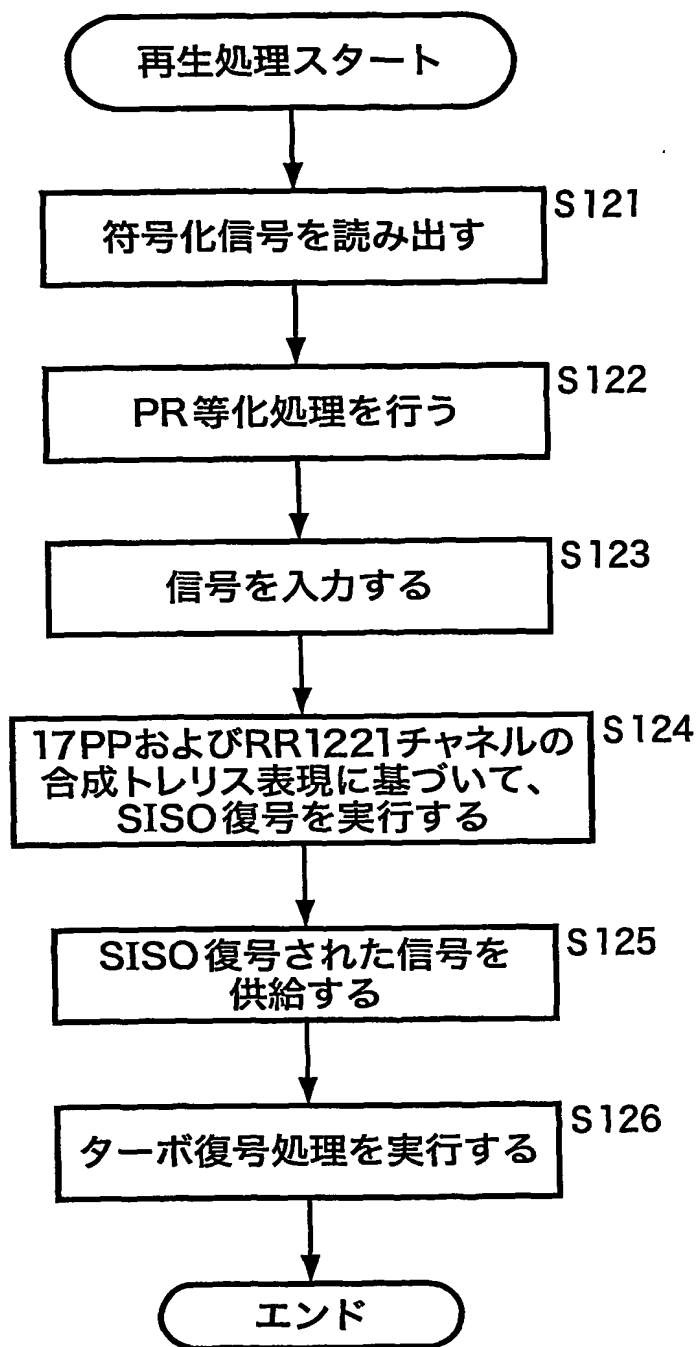 再生処理スタート
S121
符号化信号を読み出す
S122
PR等化処理を行う
S123
信号を入力する
S124
17PPおよびRR1221チャネルの
合成トレリス表現に基づいて、
SISO復号を実行する
S125
SISO復号された信号を
供給する
S126
ターボ復号処理を実行する
エンド